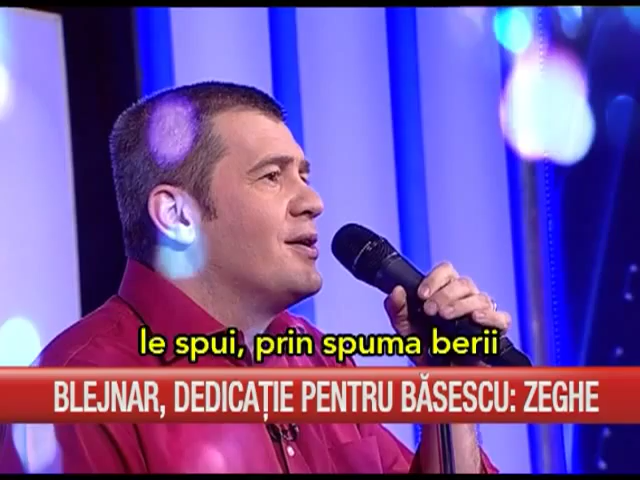 le spui, prin spuma berii
BLEJNAR, DEDICAȚIE PENTRU BĂSESCU: ZEGHE